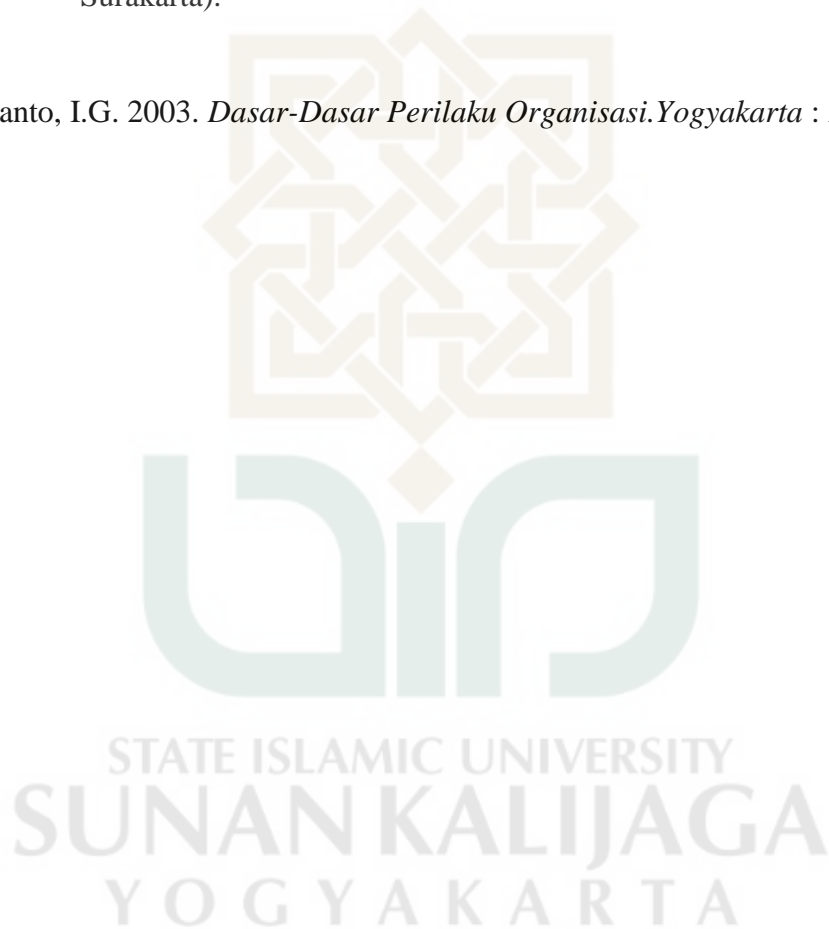 Surakarta).
anto, I.G. 2003. Dasar-Dasar Perilaku Organisasi.Yogyakarta :
STATE ISLAMIC UNIVERSITY
SUNAN KALIJAGA
YOGYAKARTA